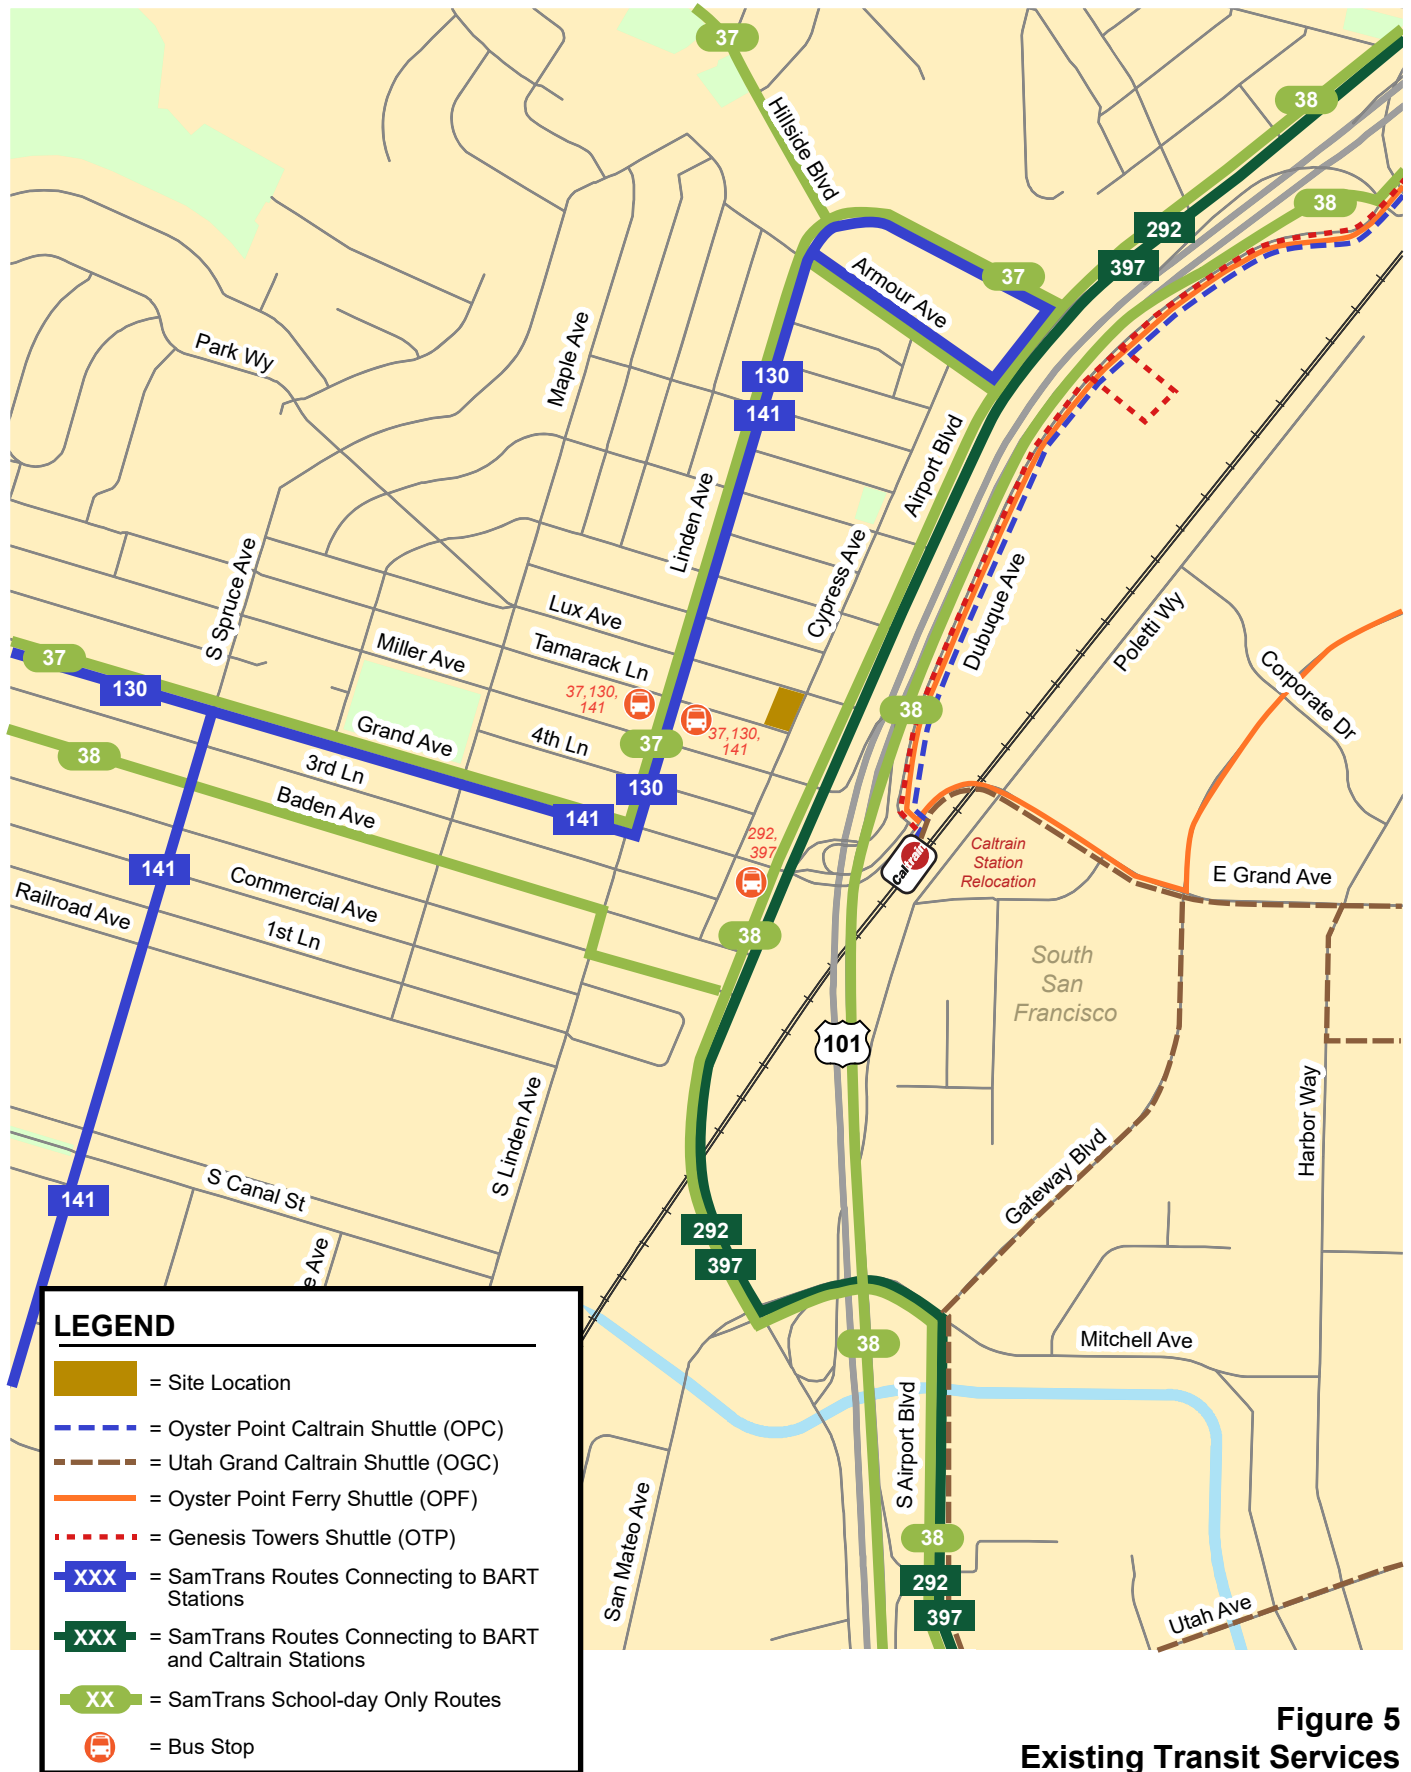 37
38
Hillside Blvd
38
292
397
37
Armour Ave
Park Wy
Maple Ave
130
141
Airport Blvd
Linden Ave
Cypress Ave
S Spruce Ave
Dubuque Ave
Poletti Wy
Lux Ave
Tamarack Ln
Miller Ave
Corporate Dr
37
130
37,130,
141
37,130,
141
38
Grand Ave
4th Ln
37
38
3rd Ln
130
Baden Ave
141
292,
397
Caltrain
Caltrain
Station
Relocation
141
E Grand Ave
Commercial Ave
Railroad Ave
1st Ln
38
South
San
Francisco
101
S Linden Ave
Harbor Way
Gateway Blvd
S Canal St
141
292
397
e Ave
38
Mitchell Ave
S Airport Blvd
San Mateo Ave
38
292
397
Utah Ave
LEGEND
= Site Location
= Oyster Point Caltrain Shuttle (OPC)
= Utah Grand Caltrain Shuttle (OGC)
= Oyster Point Ferry Shuttle (OPF)
= Genesis Towers Shuttle (OTP)
XXX = SamTrans Routes Connecting to BART
Stations
XXX = SamTrans Routes Connecting to BART
and Caltrain Stations
XX = SamTrans School-day Only Routes
= Bus Stop
Figure 5
Existing Transit Services